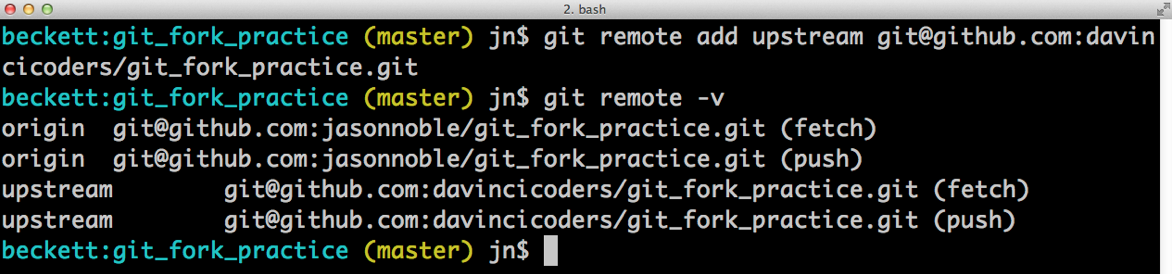 2. bash
beckett:git_fork_practice (master) jn$ git remote add upstream git@github.com:davin
cicoders/git_fork_practice.git
beckett:git_fork_practice (master) jn$ git remote -v
origin  git@github.com:jasonnoble/git_fork_practice.git (fetch)
origin  git@github.com:jasonnoble/git_fork_practice.git (push)
upstream        git@github.com:davincicoders/git_fork_practice.git (fetch)
upstream        git@github.com:davincicoders/git_fork_practice.git (push)
beckett:git_fork_practice (master) jn$